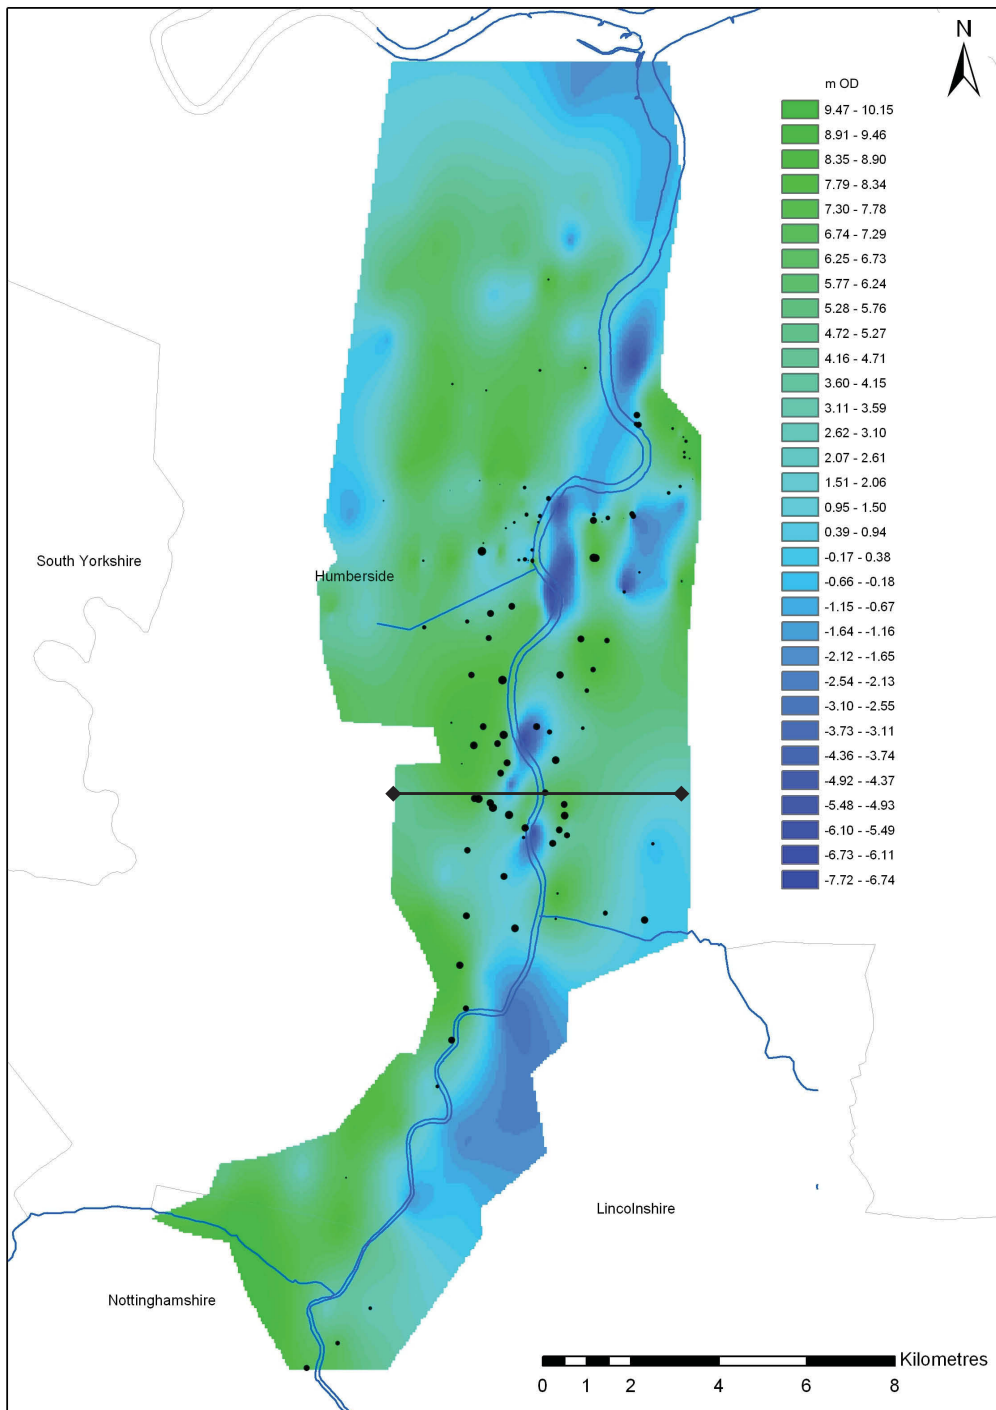 N
m OD
9.47 - 10.15
8.91 - 9.46
8.35 - 8.90
7.79 - 8.34
7.30 - 7.78
6.74 - 7.29
6.25 - 6.73
5.77 - 6.24
5.28 - 5.76
4.72 - 5.27
4.16 - 4.71
3.60 - 4.15
3.11 - 3.59
2.62 - 3.10
2.07 - 2.61
1.51 - 2.06
0.95 - 1.50
0.39 - 0.94
-0.17 - 0.38
-0.66 - -0.18
-1.15 - -0.67
-1.64 - -1.16
-2.12 - -1.65
-2.54 - -2.13
-3.10 - -2.55
-3.73 - -3.11
-4.36 - -3.74
-4.92 - -4.37
-5.48 - -4.93
-6.10 - -5.49
-6.73 - -6.11
-7.72 - -6.74
South Yorkshire
Humberside
Lincolnshire
Nottinghamshire
Kilometres
0 1 2 4 6 8